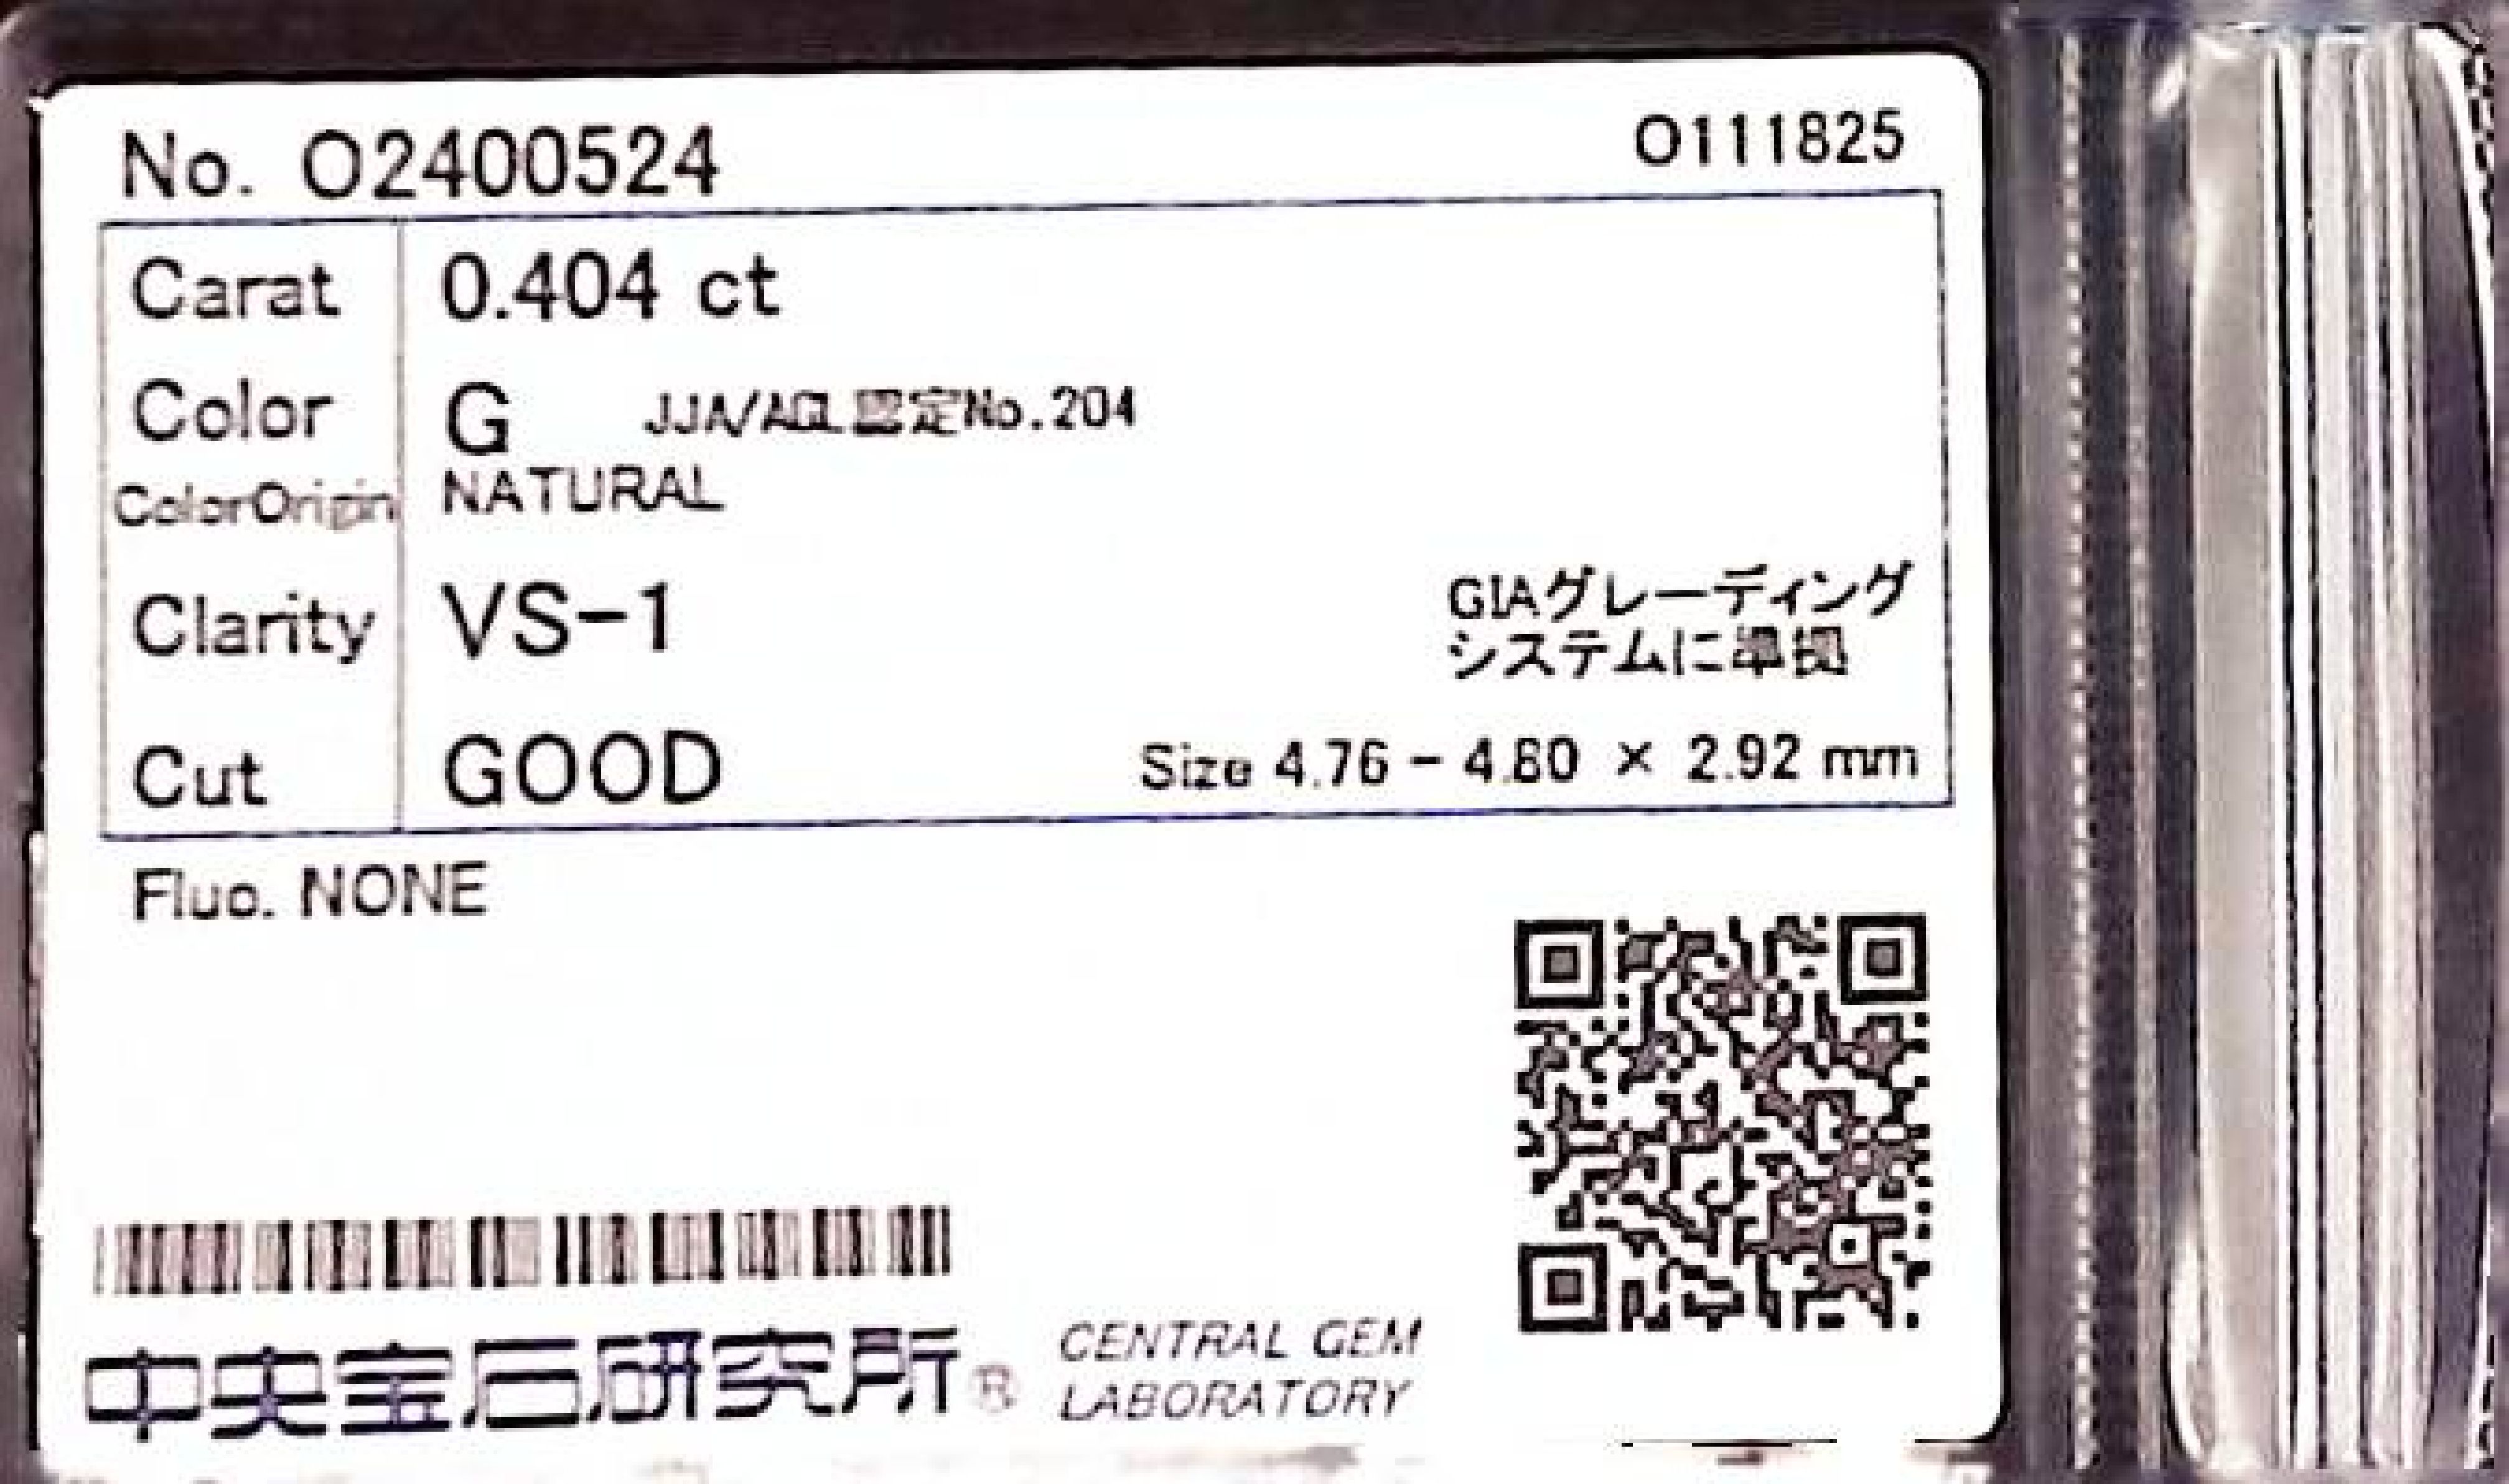 No. O2400524
O111825
Carat 0.404 ct
Color G JJA/AGL認定No.204
ColorOrigin NATURAL
Clarity VS-1
GIAグレーディング
システムに準拠
Cut GOOD
Size 4.76 - 4.80 × 2.92 mm
Fluo. NONE
中央宝石研究所®
CENTRAL GEM
LABORATORY